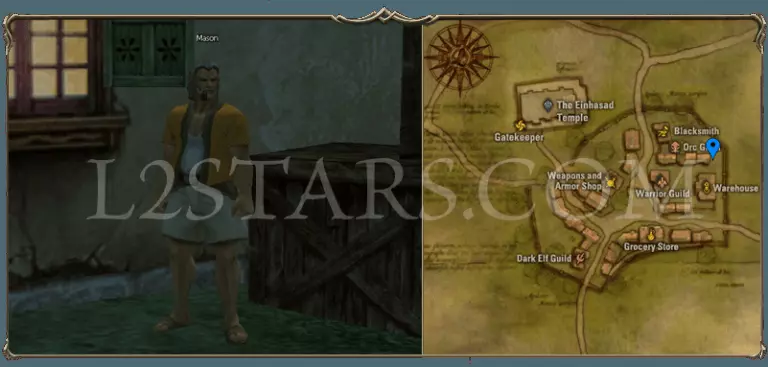 Mason
The Einhasad
Temple
Gatekeeper
Blacksmith
Weapons and
Armor Shop
Warrior Guild
Warehouse
Grocery Store
Dark Elf Guild
L2STARS.COM